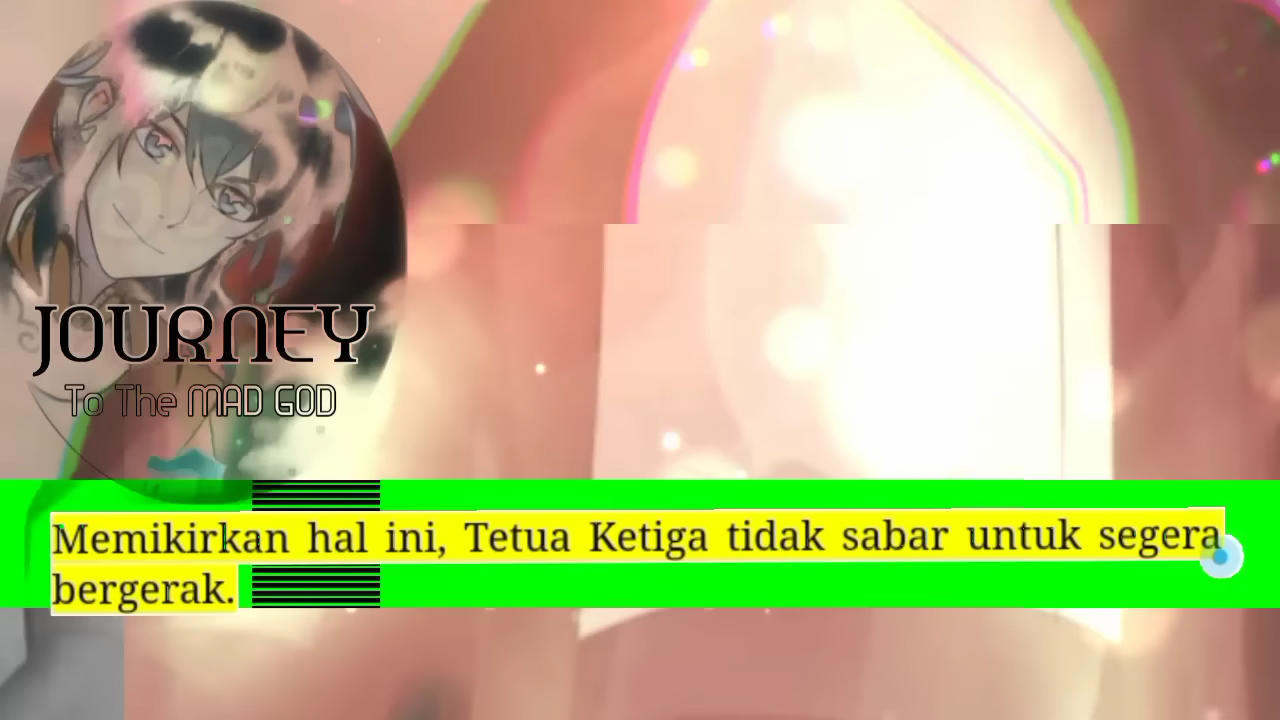 JOURNEY
To The MAD GOD
Memikirkan hal ini, Tetua Ketiga tidak sabar untuk segera
bergerak.